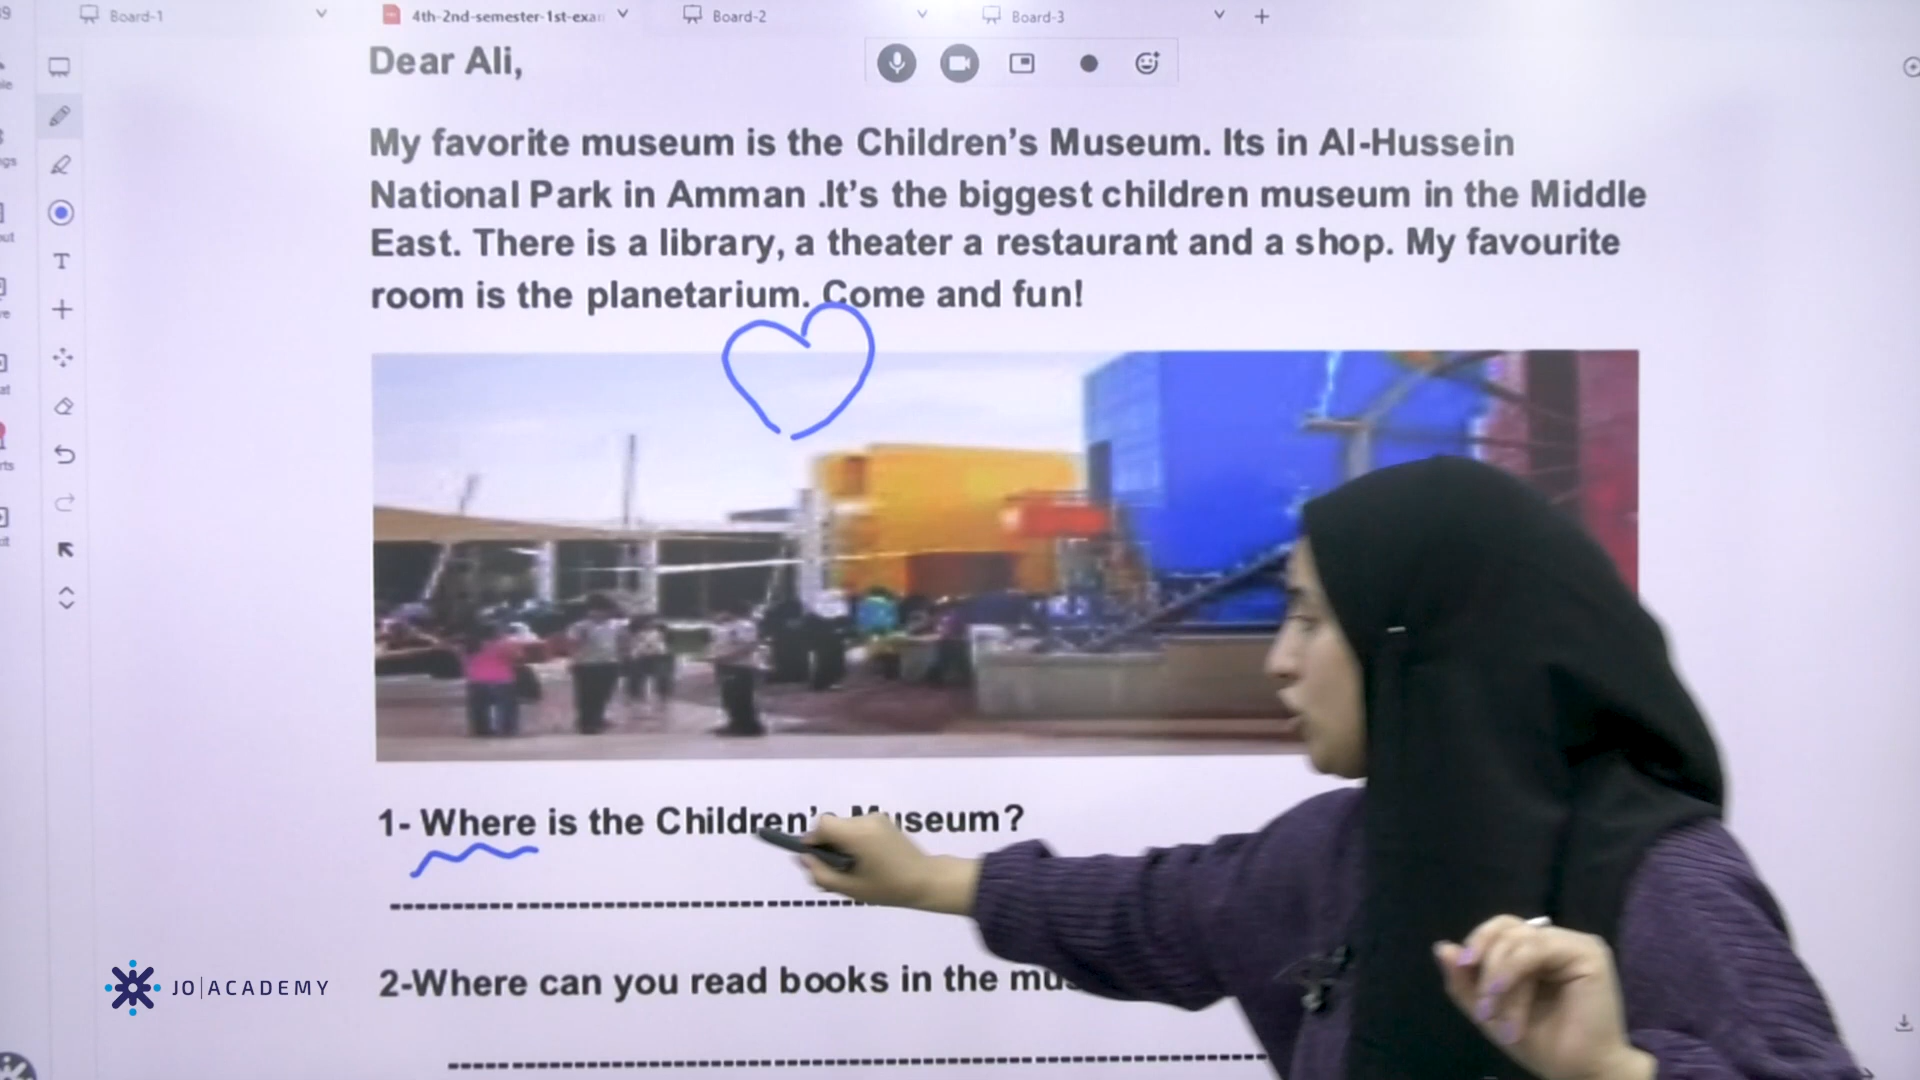 Board-1
4th-2nd-semester-1st-exa
Board-2
Board-3
Dear Ali,
My favorite museum is the Children's Museum. Its in Al-Hussein
National Park in Amman .It's the biggest children museum in the Middle
East. There is a library, a theater a restaurant and a shop. My favourite
room is the planetarium. Come and fun!
1- Where is the Children's Museum?
2-Where can you read books in the
JO|ACADEMY